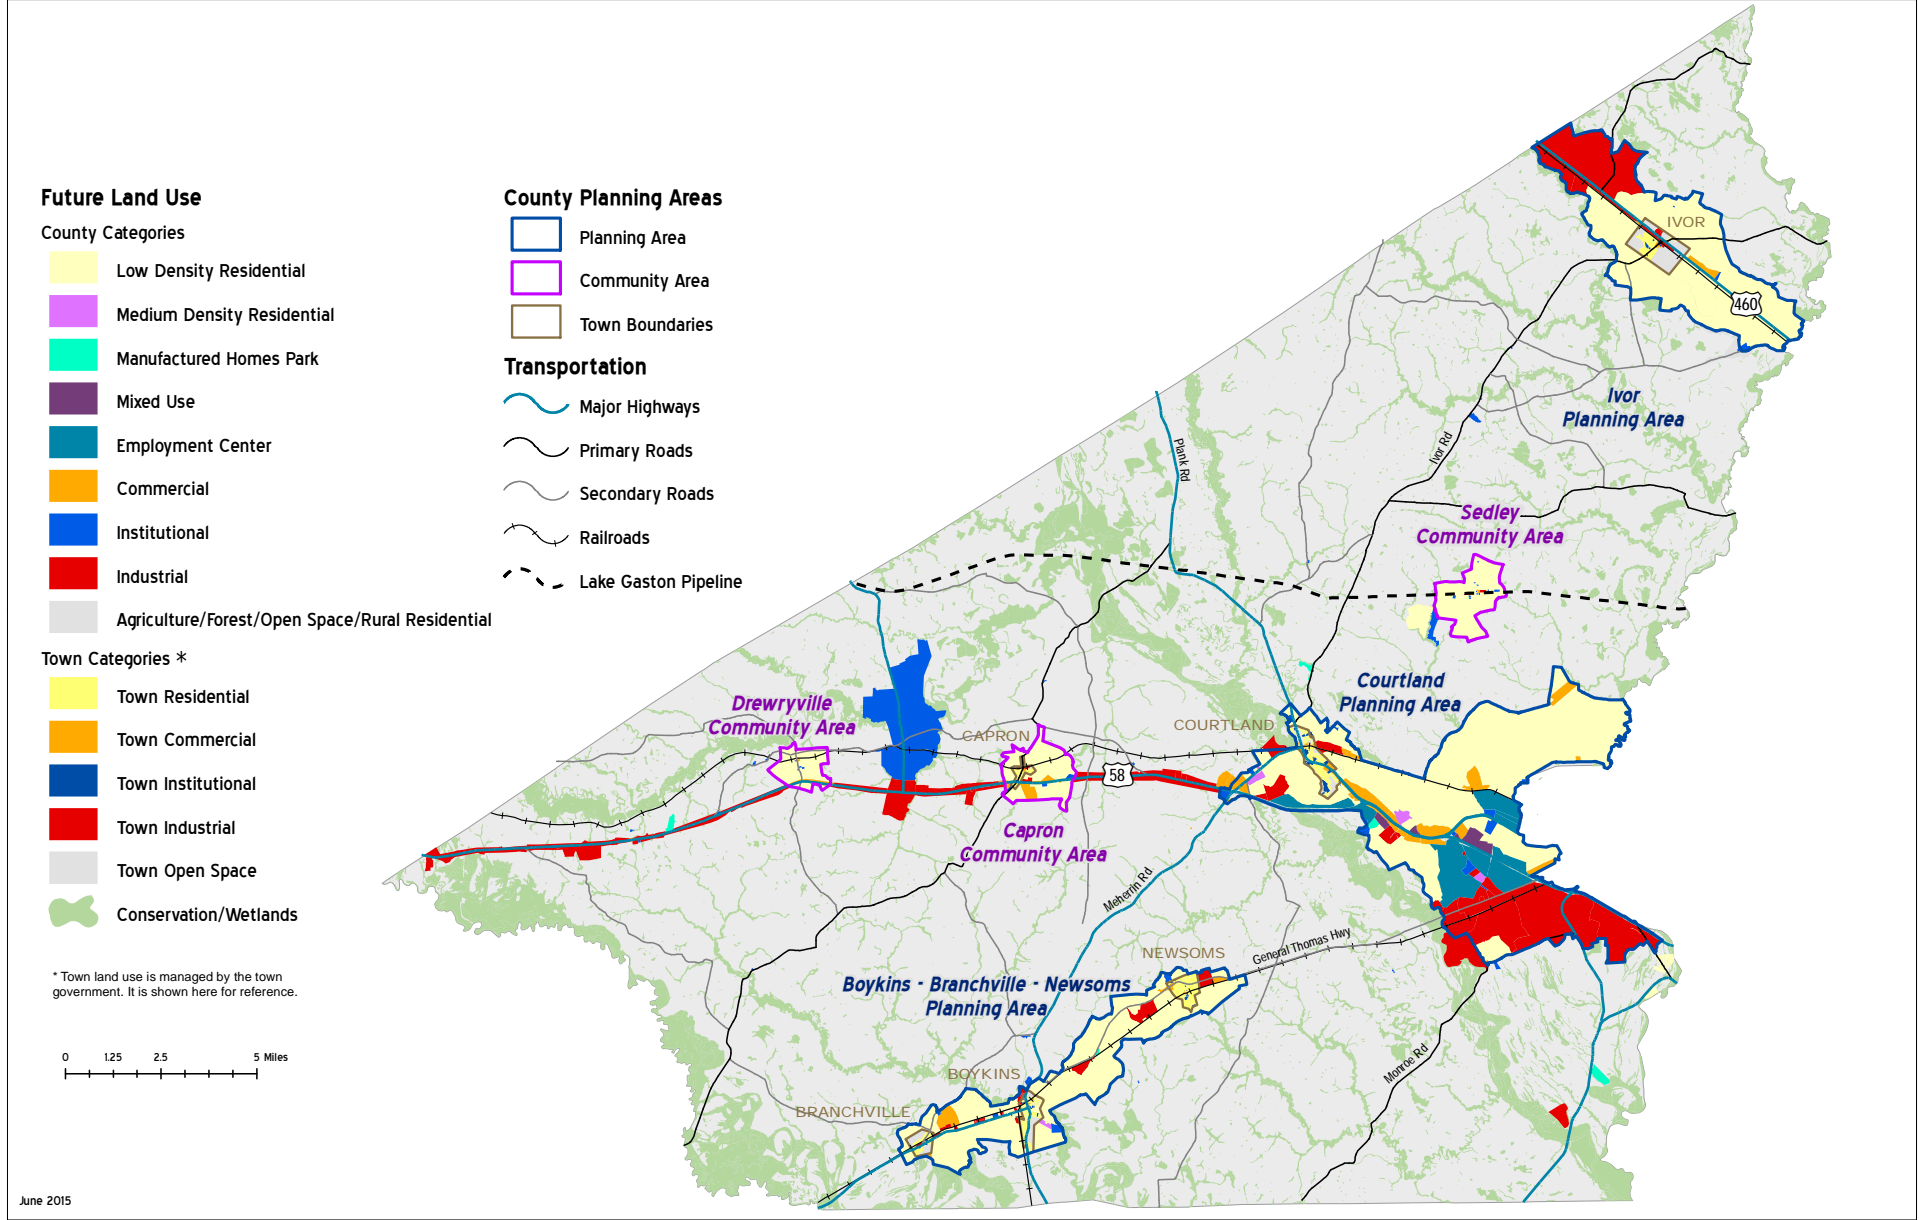 Future Land Use
County Categories
Low Density Residential
Medium Density Residential
Manufactured Homes Park
Mixed Use
Employment Center
Commercial
Institutional
Industrial
Agriculture/Forest/Open Space/Rural Residential
Town Categories *
Town Residential
Town Commercial
Town Institutional
Town Industrial
Town Open Space
Conservation/Wetlands
* Town land use is managed by the town
government. It is shown here for reference.
0 1.25 2.5 5 Miles
June 2015
County Planning Areas
Planning Area
Community Area
Town Boundaries
Transportation
Major Highways
Primary Roads
Secondary Roads
Railroads
Lake Gaston Pipeline
IVOR
460
Ivor
Planning Area
Plank Rd
Ivor Rd
Sedley
Community Area
Courtland
Planning Area
Drewryville
Community Area
COURTLAND
CAPRON
58
Capron
Community Area
Meherrin Rd
General Thomas Hwy
NEWSOMS
Boykins - Branchville - Newsoms
Planning Area
Monroe Rd
BOYKINS
BRANCHVILLE